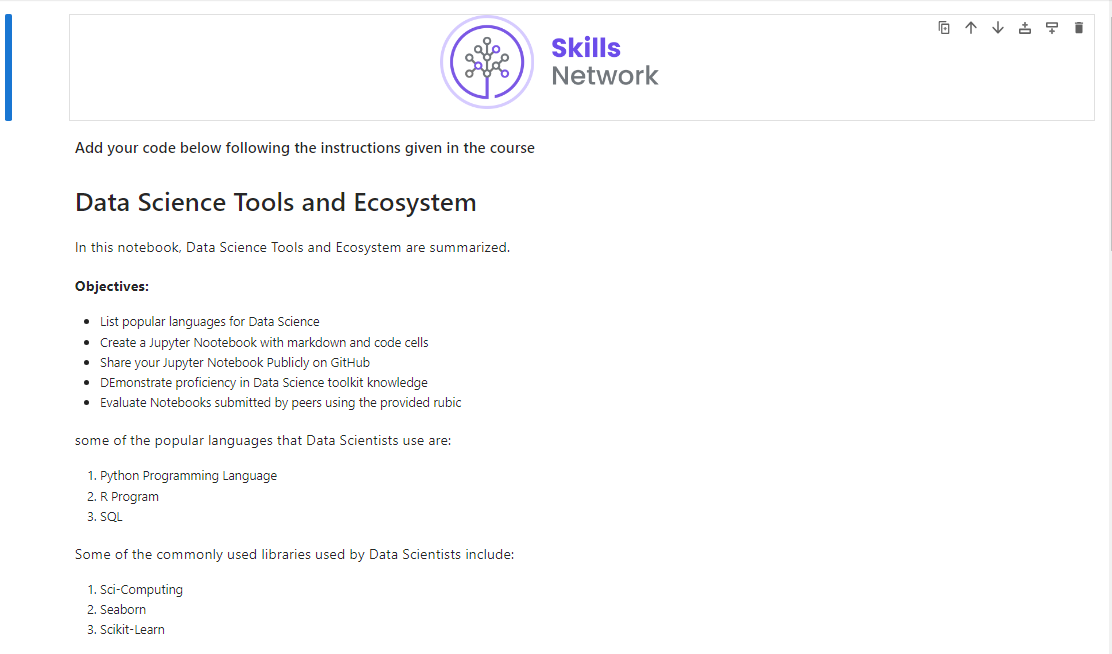 Skills
Network
Add your code below following the instructions given in the course
Data Science Tools and Ecosystem
In this notebook, Data Science Tools and Ecosystem are summarized.
Objectives:
• List popular languages for Data Science
• Create a Jupyter Nootebook with markdown and code cells
• Share your Jupyter Notebook Publicly on GitHub
• DEmonstrate proficiency in Data Science toolkit knowledge
• Evaluate Notebooks submitted by peers using the provided rubic
some of the popular languages that Data Scientists use are:
1. Python Programming Language
2. R Program
3. SQL
Some of the commonly used libraries used by Data Scientists include:
1. Sci-Computing
2. Seaborn
3. Scikit-Learn